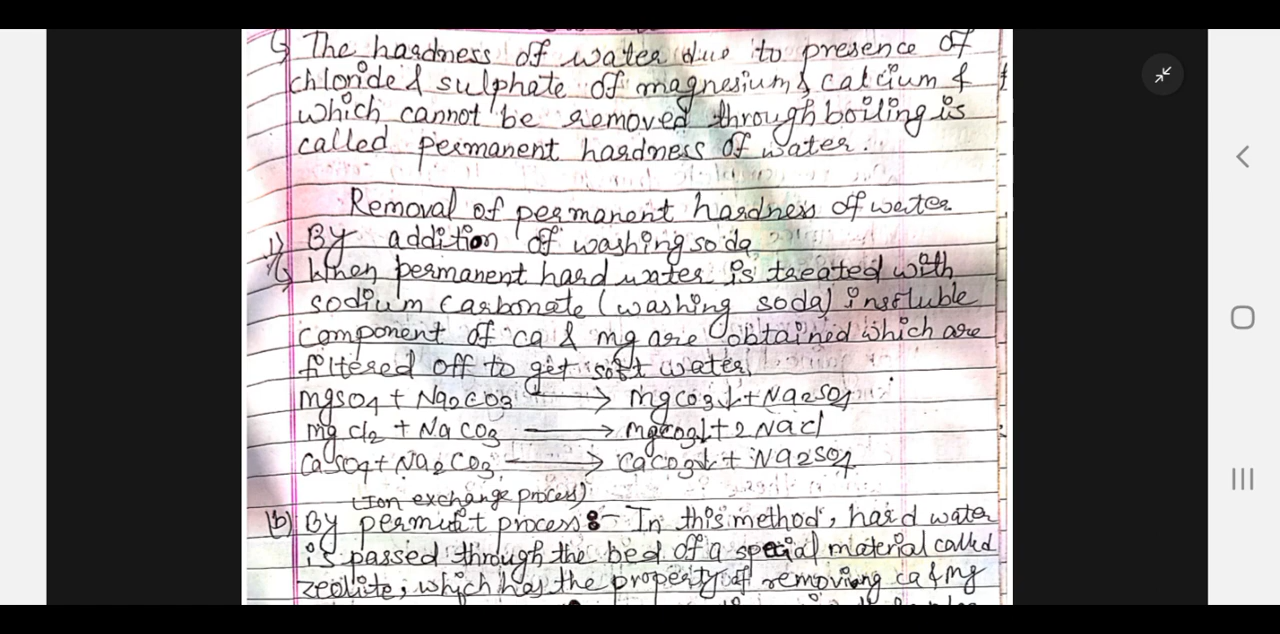 ↳ The hardness of water due to presence of
chloride & sulphate of magnesium & calcium &
which cannot be removed through boiling is
called permanent hardness of water.
Removal of permanent hardness of water
1) By addition of washing soda
↳ When permanent hard water is treated with
sodium carbonate (washing soda) insoluble
component of ca & mg are obtained which are
filtered off to get soft water
mgSO4 + Na2CO3 → mgco3↓ + Na2SO4
mg cl2 + Na CO3 → mgco3↓ + 2 Nacl
CaSO4 + Na2CO3 → caco3↓ + Na2SO4
(Ion exchange process)
(b) By permutit process:- In this method, hard water
is passed through the bed of a special material called
zeolite; which has the property of removing ca & mg